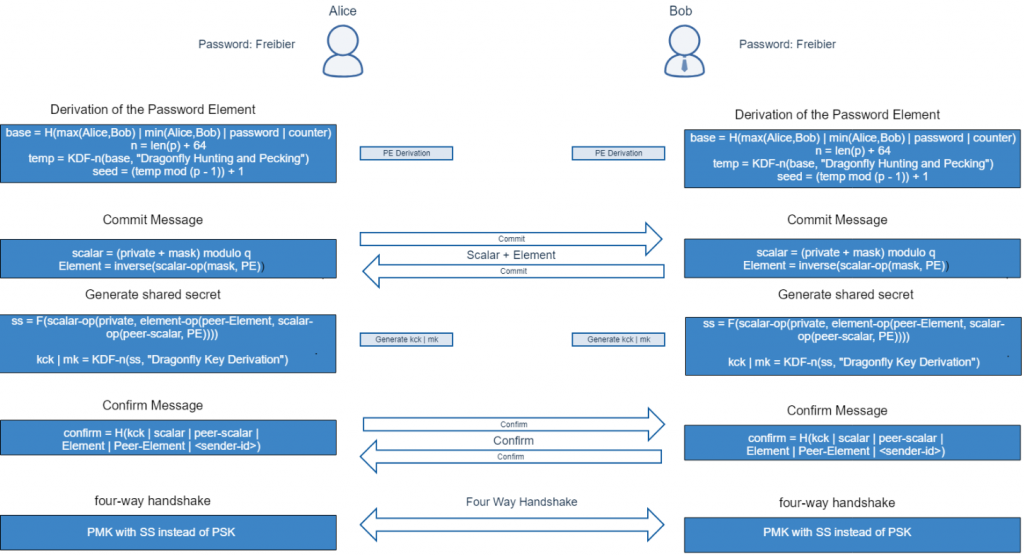 Alice
Bob
Password: Freibier
Password: Freibier
Derivation of the Password Element
base = H(max(Alice,Bob) | min(Alice,Bob) | password | counter)
n = len(p) + 64
temp = KDF-n(base, "Dragonfly Hunting and Pecking")
seed = (temp mod (p - 1)) + 1
PE Derivation
PE Derivation
Derivation of the Password Element
base = H(max(Alice,Bob) | min(Alice,Bob) | password | counter)
n = len(p) + 64
temp = KDF-n(base, "Dragonfly Hunting and Pecking")
seed = (temp mod (p - 1)) + 1
Commit Message
scalar = (private + mask) modulo q
Element = inverse(scalar-op(mask, PE))
Commit
Scalar + Element
Commit
Commit Message
scalar = (private + mask) modulo q
Element = inverse(scalar-op(mask, PE))
Generate shared secret
ss = F(scalar-op(private, element-op(peer-Element, scalar-
op(peer-scalar, PE))))
kck | mk = KDF-n(ss, "Dragonfly Key Derivation")
Generate kck | mk
Generate kck | mk
Generate shared secret
ss = F(scalar-op(private, element-op(peer-Element, scalar-
op(peer-scalar, PE))))
kck | mk = KDF-n(ss, "Dragonfly Key Derivation")
Confirm Message
confirm = H(kck | scalar | peer-scalar |
Element | Peer-Element | <sender-id>)
Confirm
Confirm
Confirm
Confirm Message
confirm = H(kck | scalar | peer-scalar |
Element | Peer-Element | <sender-id>)
four-way handshake
PMK with SS instead of PSK
Four Way Handshake
four-way handshake
PMK with SS instead of PSK